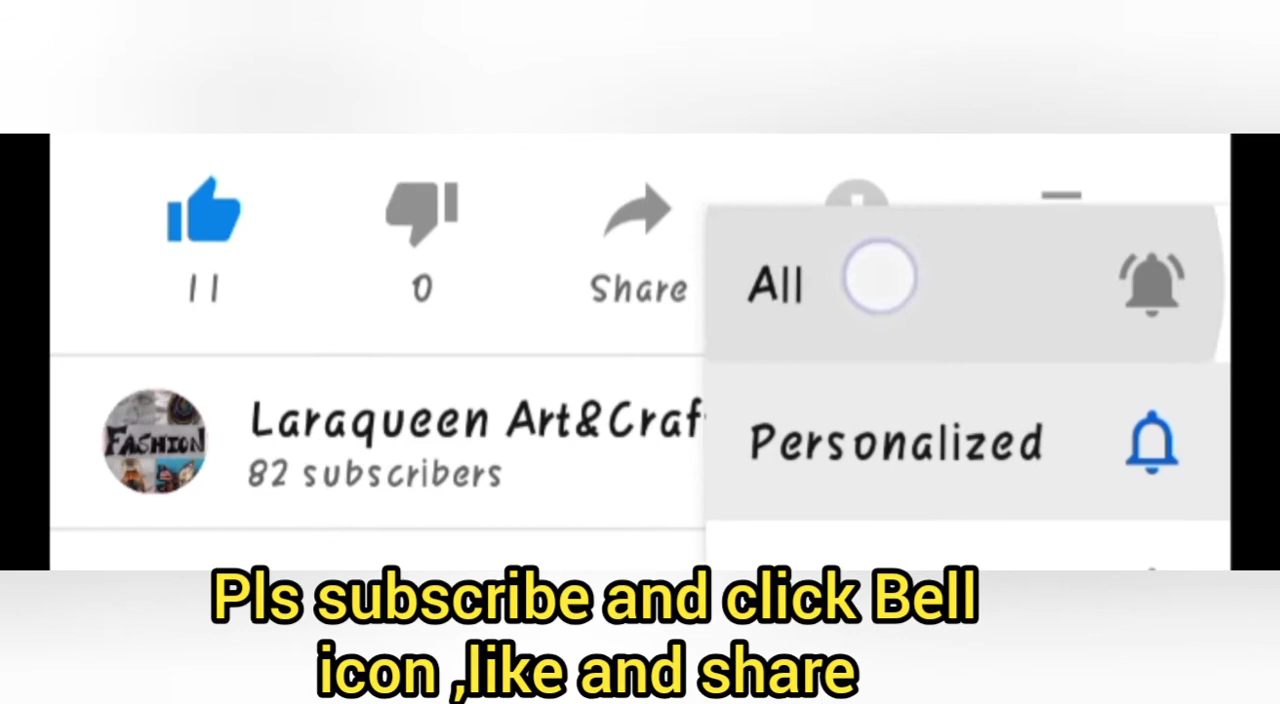 11
0
Share
All
Laraqueen Art&Craf
82 subscribers
FASHION
Personalized
Pls subscribe and click Bell
icon ,like and share